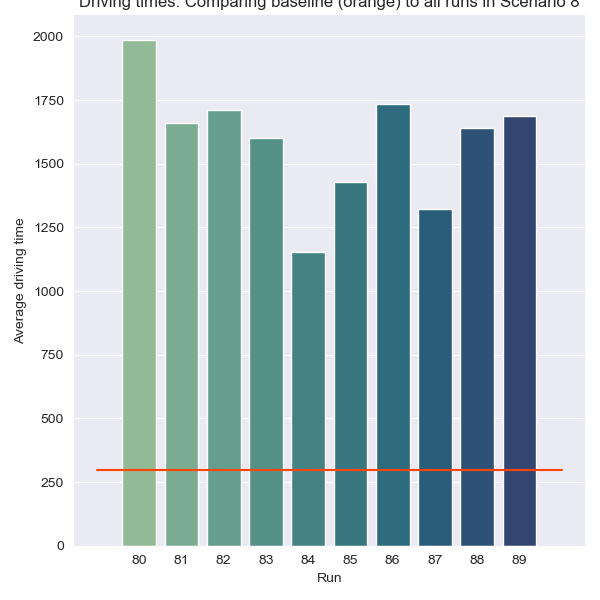 Driving times: Comparing baseline (orange) to all runs in Scenario 8
2000
1750
1500
1250
1000
750
500
250
0
Average driving time
80 81 82 83 84 85 86 87 88 89
Run